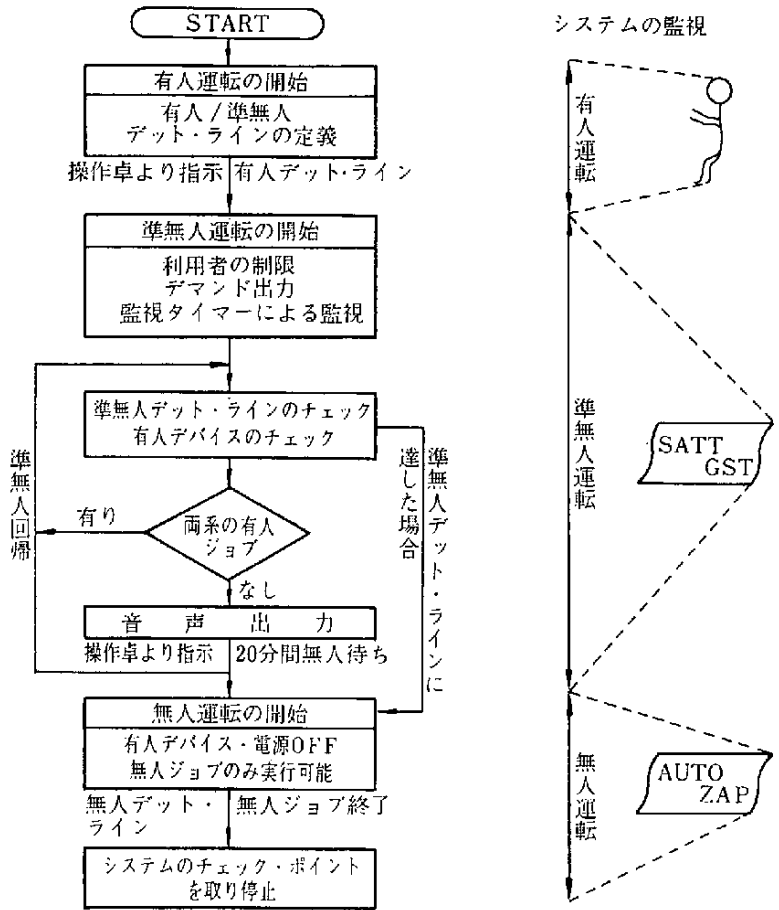 START
有人運転の開始
有人/準無人
デット・ラインの定義
操作卓より指示 有人デット・ライン
準無人運転の開始
利用者の制限
デマンド出力
監視タイマーによる監視
準無人デット・ラインのチェック
有人デバイスのチェック
準無人回帰
有り
両系の有人
ジョブ
なし
準無人デット・ラインに
達した場合
音声出力
操作卓より指示 20分間無人待ち
無人運転の開始
有人デバイス・電源OFF
無人ジョブのみ実行可能
無人デット・
ライン
無人ジョブ終了
システムのチェック・ポイント
を取り停止
システムの監視
有人運転
準無人運転
SATT
GST
無人運転
AUTO
ZAP